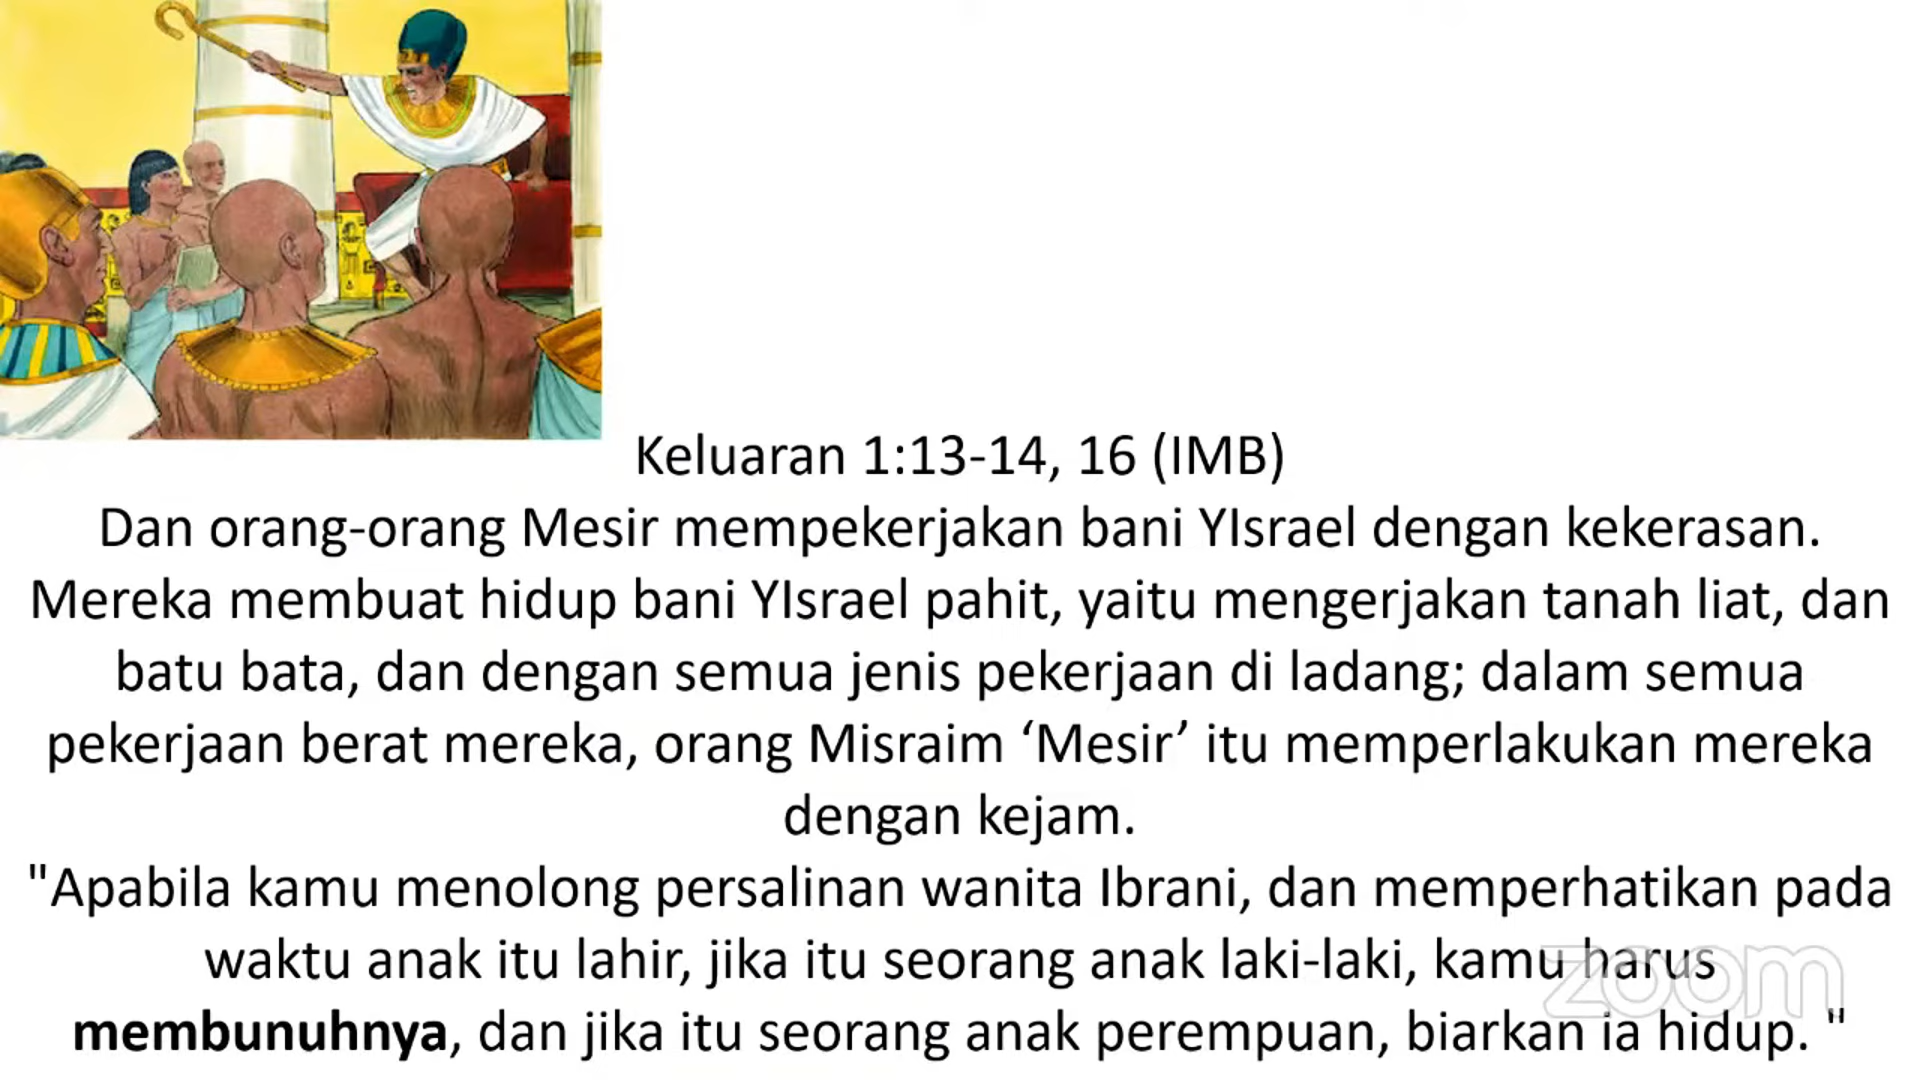 Keluaran 1:13-14, 16 (IMB)
Dan orang-orang Mesir mempekerjakan bani YIsrael dengan kekerasan.
Mereka membuat hidup bani YIsrael pahit, yaitu mengerjakan tanah liat, dan
batu bata, dan dengan semua jenis pekerjaan di ladang; dalam semua
pekerjaan berat mereka, orang Misraim ‘Mesir’ itu memperlakukan mereka
dengan kejam.
"Apabila kamu menolong persalinan wanita Ibrani, dan memperhatikan pada
waktu anak itu lahir, jika itu seorang anak laki-laki, kamu harus
membunuhnya, dan jika itu seorang anak perempuan, biarkan ia hidup. "
zoom